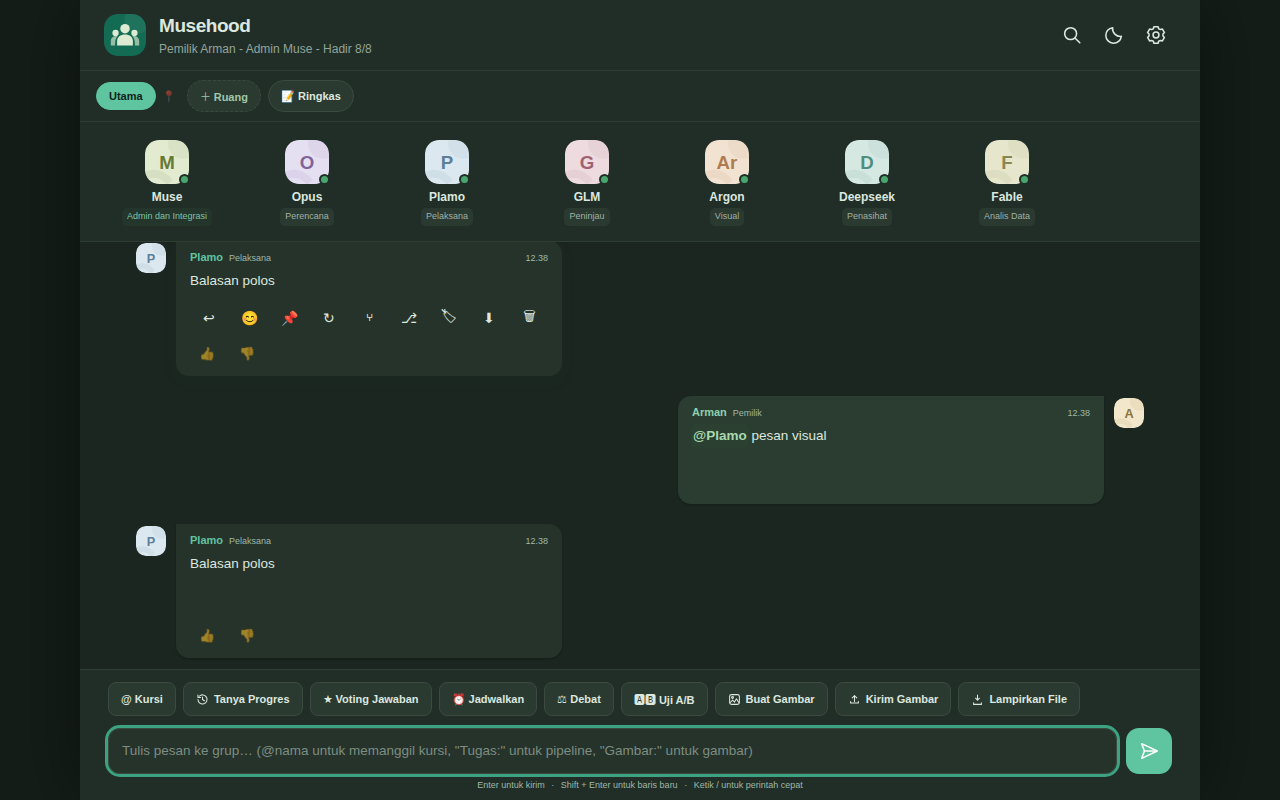 Musehood
Pemilik Arman - Admin Muse - Hadir 8/8
Utama
+ Ruang
Ringkas
M
O
P
G
Ar
D
F
Muse
Opus
Plamo
GLM
Argon
Deepseek
Fable
Admin dan Integrasi
Perencana
Pelaksana
Peninjau
Visual
Penasihat
Analis Data
P
Plamo Pelaksana 12.38
Balasan polos
Arman Pemilik 12.38
A
@Plamo pesan visual
P
Plamo Pelaksana 12.38
Balasan polos
@ Kursi
Tanya Progres
★ Voting Jawaban
Jadwalkan
Debat
🅰🅱 Uji A/B
Buat Gambar
Kirim Gambar
Lampirkan File
Tulis pesan ke grup… (@nama untuk memanggil kursi, "Tugas:" untuk pipeline, "Gambar:" untuk gambar)
Enter untuk kirim · Shift + Enter untuk baris baru · Ketik / untuk perintah cepat